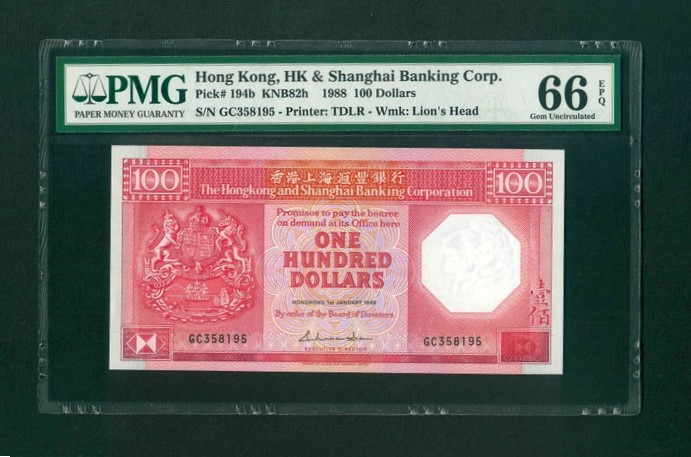 PMG
PAPER MONEY GUARANTY
Hong Kong, HK & Shanghai Banking Corp.
Pick# 194b KNB82h 1988 100 Dollars
S/N GC358195 - Printer: TDLR - Wmk: Lion's Head
66 EPQ
Gem Uncirculated
100 香港上海滙豐銀行 100
The Hongkong and Shanghai Banking Corporation
Promises to pay the bearer
on demand at its Office here
ONE
HUNDRED
DOLLARS
HONGKONG 1st JANUARY 1988
By order of the Board of Directors
壹佰
GC358195
GC358195
EXECUTIVE DIRECTOR